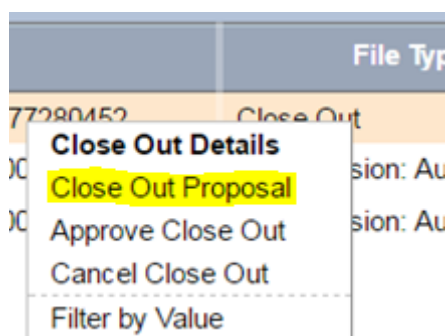 File Typ
77280452 Close Out
Close Out Details
Close Out Proposal
sion: Au
Approve Close Out
sion: Au
Cancel Close Out
Filter by Value